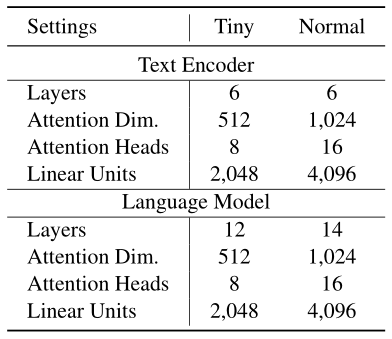 Settings Tiny Normal
Text Encoder
Layers 6 6
Attention Dim. 512 1,024
Attention Heads 8 16
Linear Units 2,048 4,096
Language Model
Layers 12 14
Attention Dim. 512 1,024
Attention Heads 8 16
Linear Units 2,048 4,096